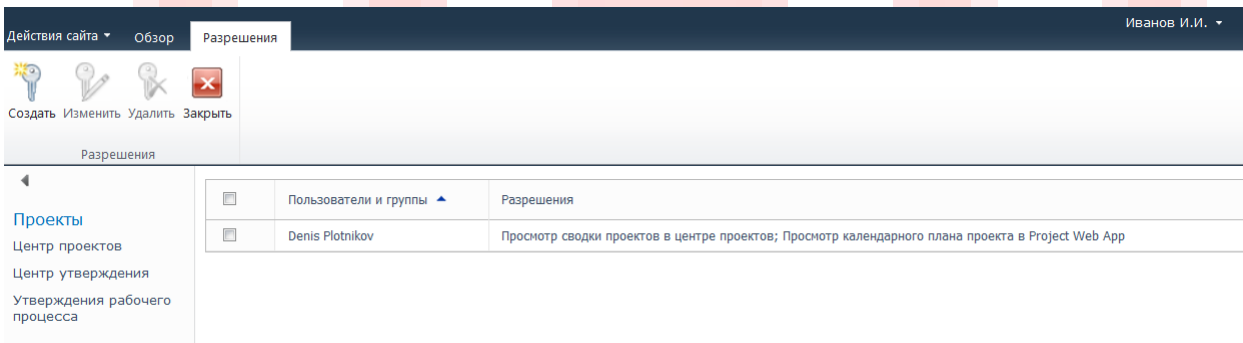 Иванов И.И.
Действия сайта Обзор Разрешения
Создать Изменить Удалить Закрыть
Разрешения
Пользователи и группы Разрешения
Проекты
Denis Plotnikov Просмотр сводки проектов в центре проектов; Просмотр календарного плана проекта в Project Web App
Центр проектов
Центр утверждения
Утверждения рабочего
процесса